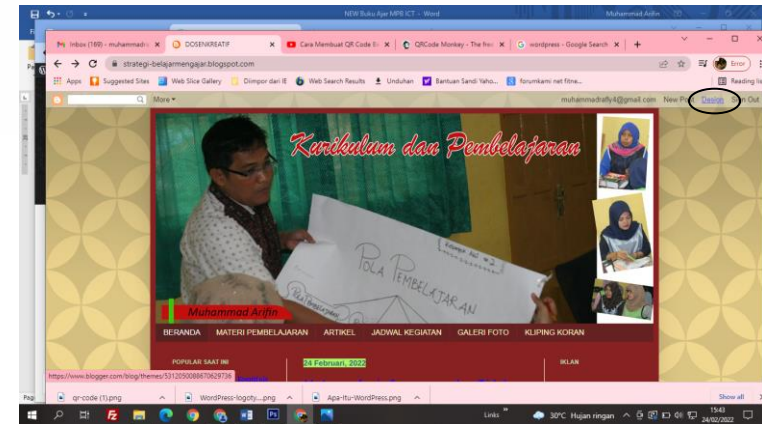 NEW Buku Ajar MPB ICT - Word
Muhammad Arifin
Inbox (169) - muhammadr
DOSENKREATIF
Cara Membuat QR Code
QRCode Monkey - The free
wordpress - Google Search
strategi-belajarmengajar.blogspot.com
Error
Apps
Suggested Sites
Web Slice Gallery
Diimpor dari IE
Web Search Results
Unduhan
Bantuan Sandi Yaho...
forumkami net fitne...
Reading lis
More
muhammadrafly4@gmail.com
New Post
Design
Sign Out
Kurikulum dan Pembelajaran
POLA PEMBELAJARAN
Muhammad Arifin
BERANDA
MATERI PEMBELAJARAN
ARTIKEL
JADWAL KEGIATAN
GALERI FOTO
KLIPING KORAN
POPULAR SAAT INI
24 Februari, 2022
IKLAN
https://www.blogger.com/blog/themes/5312050088670629736
qr-code (1).png
WordPress-logoty....png
Apa-Itu-WordPress.png
Show all
Links
30°C Hujan ringan
15:43
24/02/2022